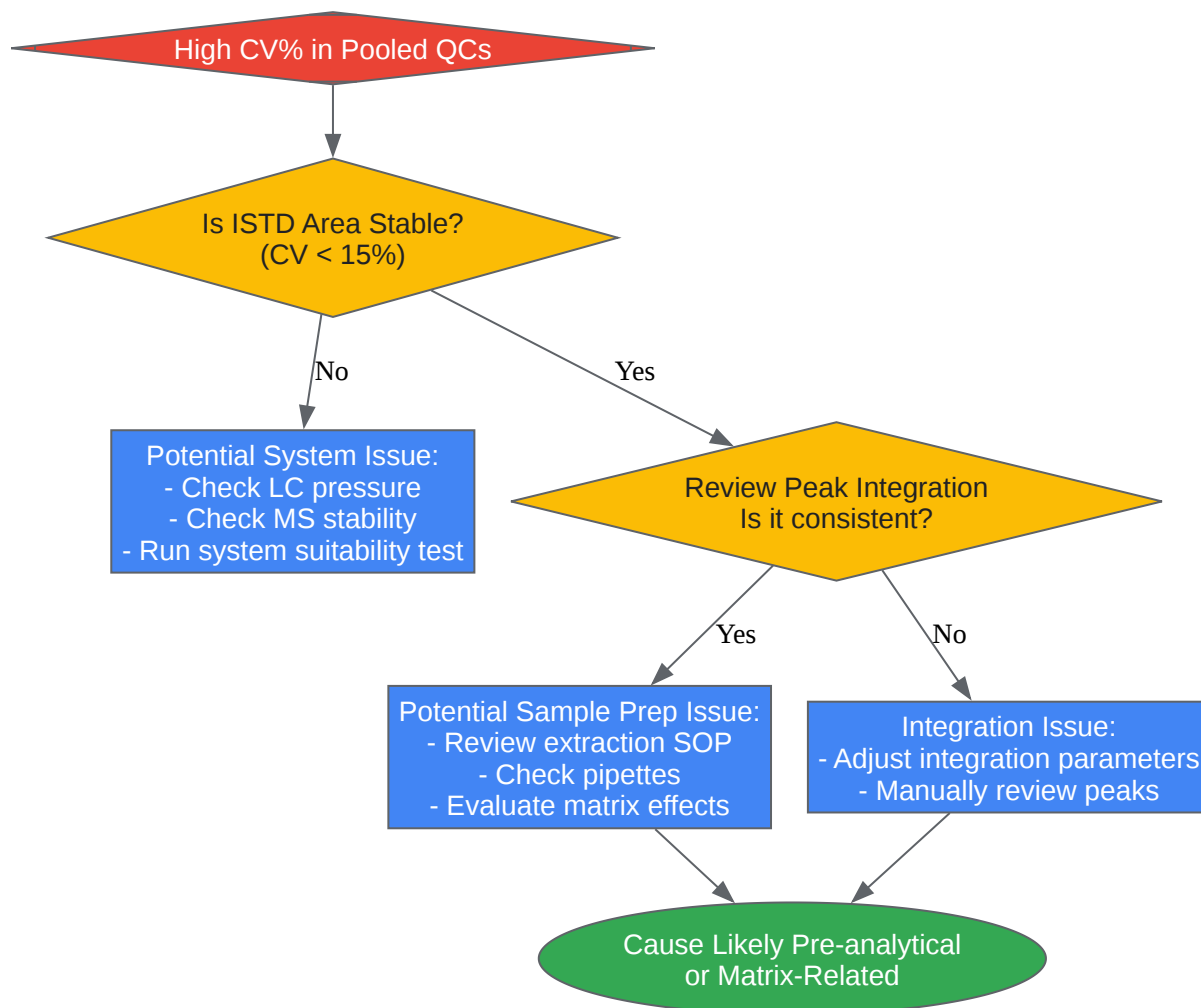 High CV% in Pooled QCs
Is ISTD Area Stable?
(CV < 15%)
No
Yes
Potential System Issue:
- Check LC pressure
- Check MS stability
- Run system suitability test
Review Peak Integration
Is it consistent?
Yes
No
Potential Sample Prep Issue:
- Review extraction SOP
- Check pipettes
- Evaluate matrix effects
Integration Issue:
- Adjust integration parameters
- Manually review peaks
Cause Likely Pre-analytical
or Matrix-Related